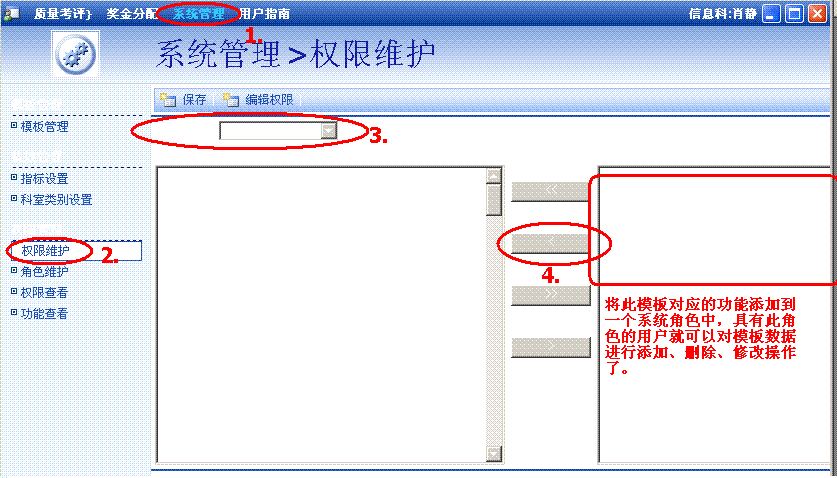 质量考评} 奖金分配 系统管理 用户指南 信息科:肖静
1.
系统管理 >权限维护
保存 编辑权限
模板管理
3.
指标设置
科室类别设置
权限维护
2.
角色维护
权限查看
功能查看
<<
<
4.
>>
>
将此模板对应的功能添加到
一个系统角色中，具有此角
色的用户就可以对模板数据
进行添加、删除、修改操作
了。